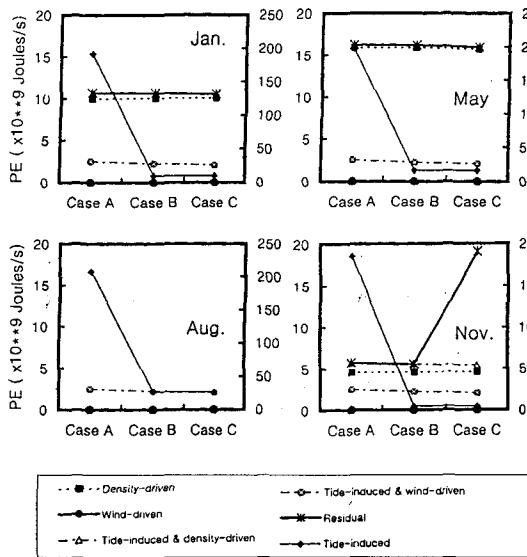 Jan.
PE ( x10**9 Joules/s)
20
15
10
5
0
250
200
150
100
50
0
Case A Case B Case C
May
20
15
10
5
0
Case A Case B Case C
Aug.
PE ( x10**9 Joules/s)
20
15
10
5
0
250
200
150
100
50
0
Case A Case B Case C
Nov.
20
15
10
5
0
Case A Case B Case C
Density-driven
Wind-driven
Tide-induced & density-driven
Tide-induced & wind-driven
Residual
Tide-induced